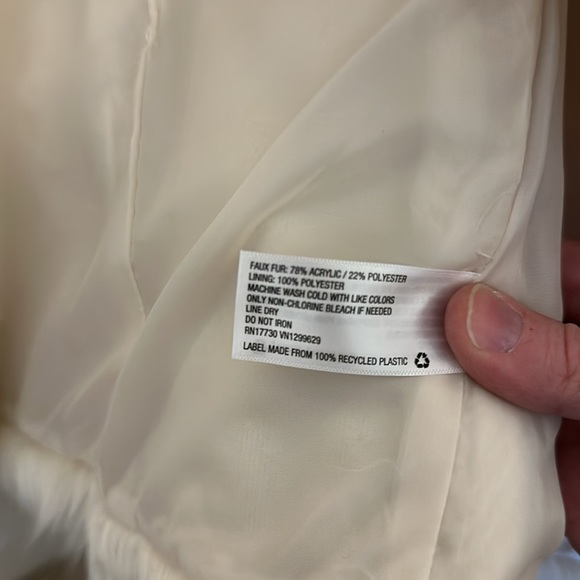 FAUX FUR: 78% ACRYLIC / 22% POLYESTER
LINING: 100% POLYESTER
MACHINE WASH COLD WITH LIKE COLORS
ONLY NON-CHLORINE BLEACH IF NEEDED
LINE DRY
DO NOT IRON
RN17730 VN1299629
LABEL MADE FROM 100% RECYCLED PLASTIC